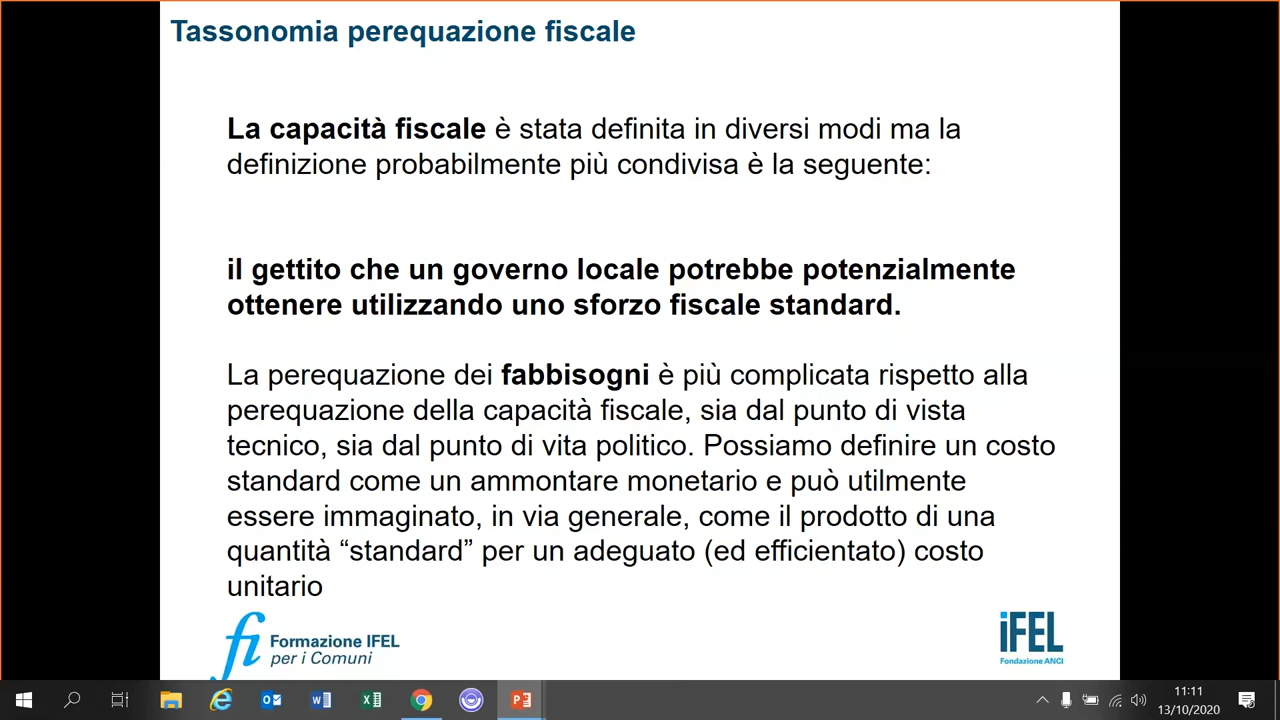 Tassonomia perequazione fiscale
La capacità fiscale è stata definita in diversi modi ma la
definizione probabilmente più condivisa è la seguente:
il gettito che un governo locale potrebbe potenzialmente
ottenere utilizzando uno sforzo fiscale standard.
La perequazione dei fabbisogni è più complicata rispetto alla
perequazione della capacità fiscale, sia dal punto di vista
tecnico, sia dal punto di vita politico. Possiamo definire un costo
standard come un ammontare monetario e può utilmente
essere immaginato, in via generale, come il prodotto di una
quantità “standard” per un adeguato (ed efficientato) costo
unitario
fi
Formazione IFEL
per i Comuni
iFEL
Fondazione ANCI
11:11
13/10/2020